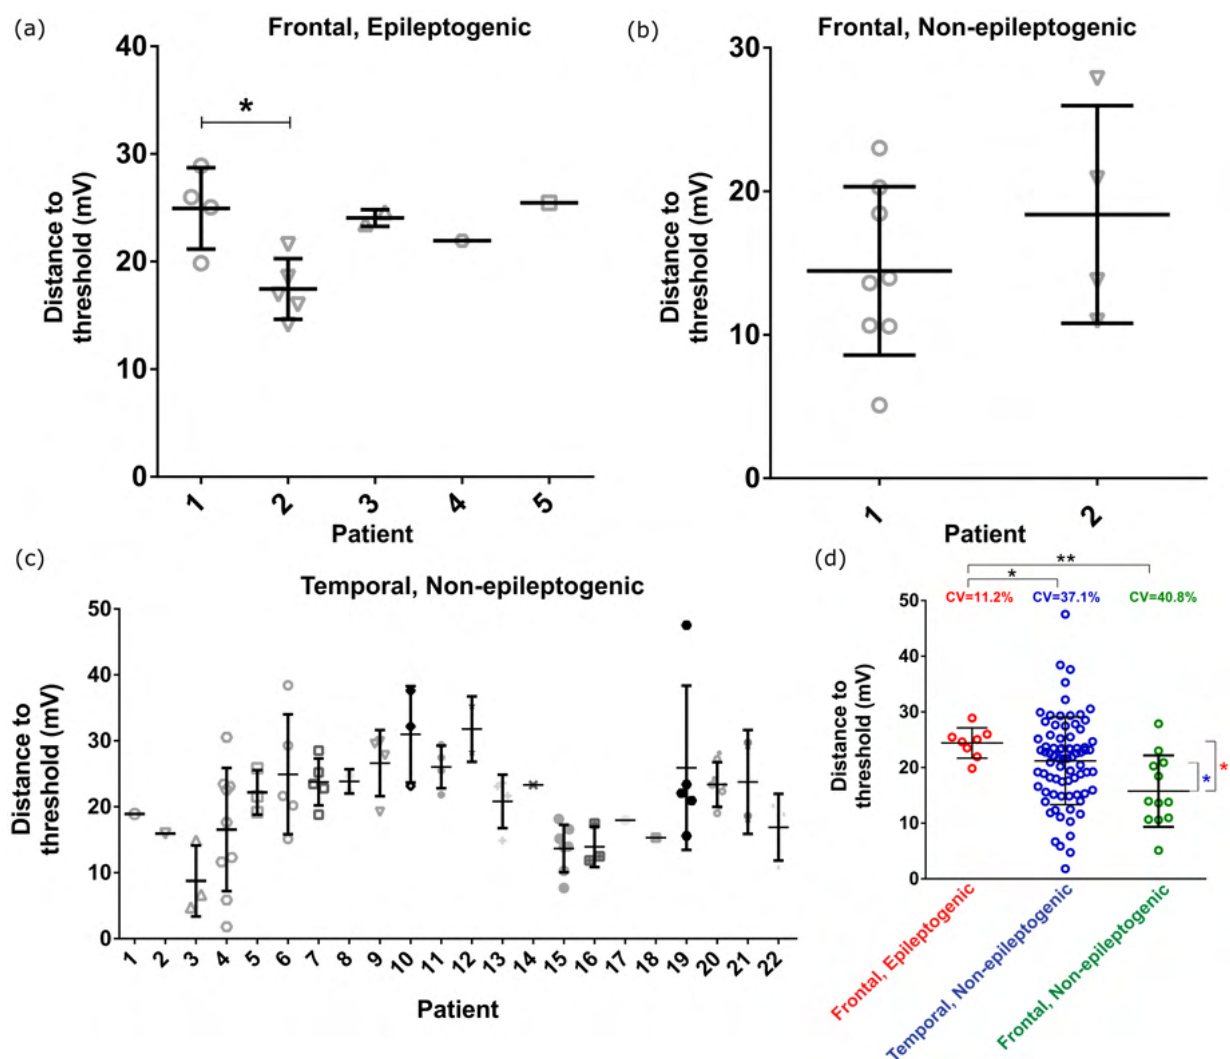 (a)
Frontal, Epileptogenic
40
30
20
10
0
*
Distance to
threshold (mV)
1
2
3
4
5
Patient
(b)
Frontal, Non-epileptogenic
30
20
10
0
Distance to
threshold (mV)
1
2
Patient
(c)
Temporal, Non-epileptogenic
50
40
30
20
10
0
Distance to
threshold (mV)
1
2
3
4
5
6
7
8
9
10
11
12
13
14
15
16
17
18
19
20
21
22
Patient
(d)
**
*
CV=11.2%
CV=37.1%
CV=40.8%
50
40
30
20
10
0
Distance to
threshold (mV)
*
*
Frontal, Epileptogenic
Temporal, Non-epileptogenic
Frontal, Non-epileptogenic